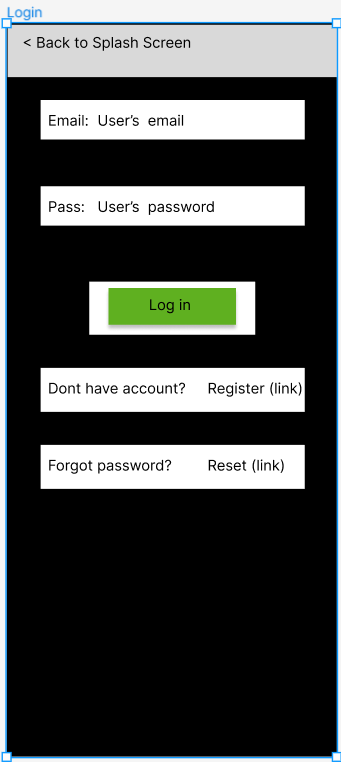 Login
< Back to Splash Screen
Email: User’s email
Pass: User’s password
Log in
Dont have account? Register (link)
Forgot password? Reset (link)